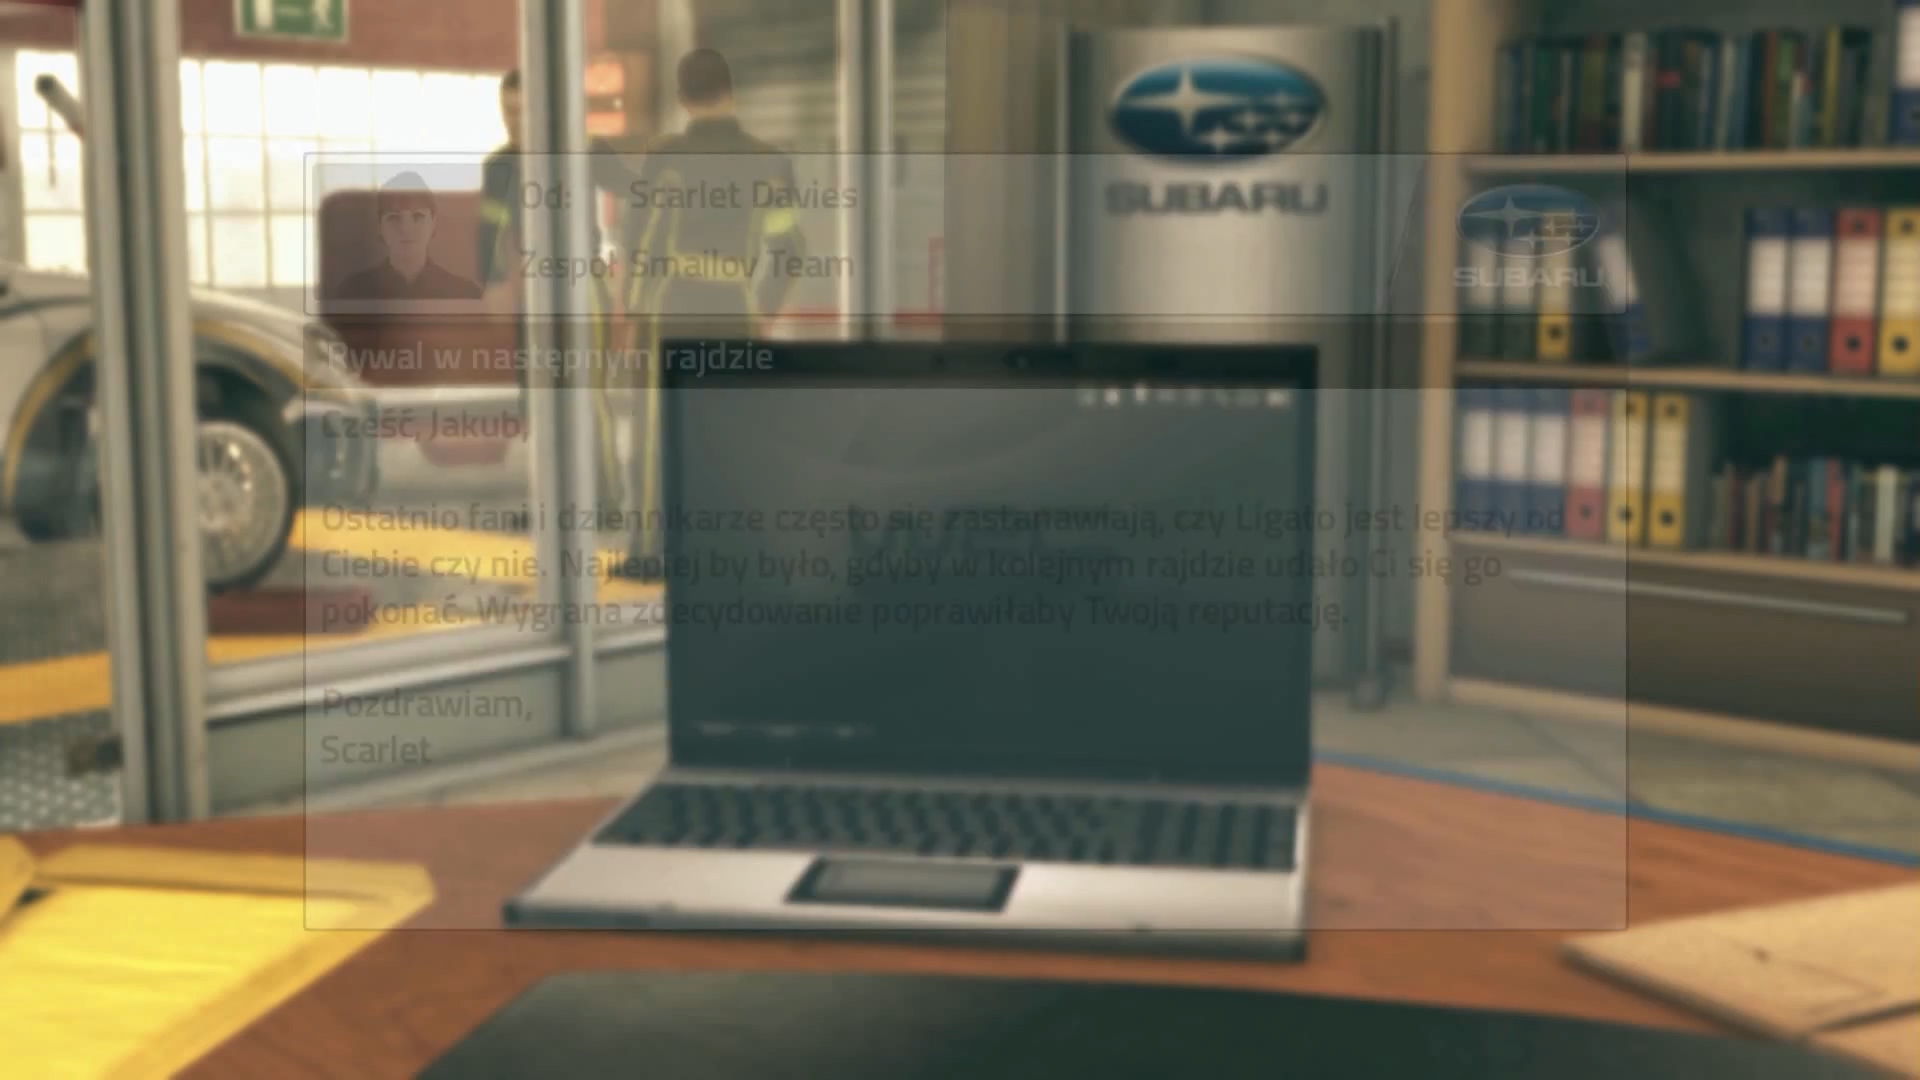 SUBARU
Od: Scarlet Davies
SUBARU
Zespół Smailov Team
Rywal w następnym rajdzie
Cześć, Jakub,
Ostatnio fani i dziennikarze często się zastanawiają, czy Ligato jest lepszy od
Ciebie czy nie. Najlepiej by było, gdyby w kolejnym rajdzie udało Ci się go
pokonać. Wygrana zdecydowanie poprawiłaby Twoją reputację.
Pozdrawiam,
Scarlet